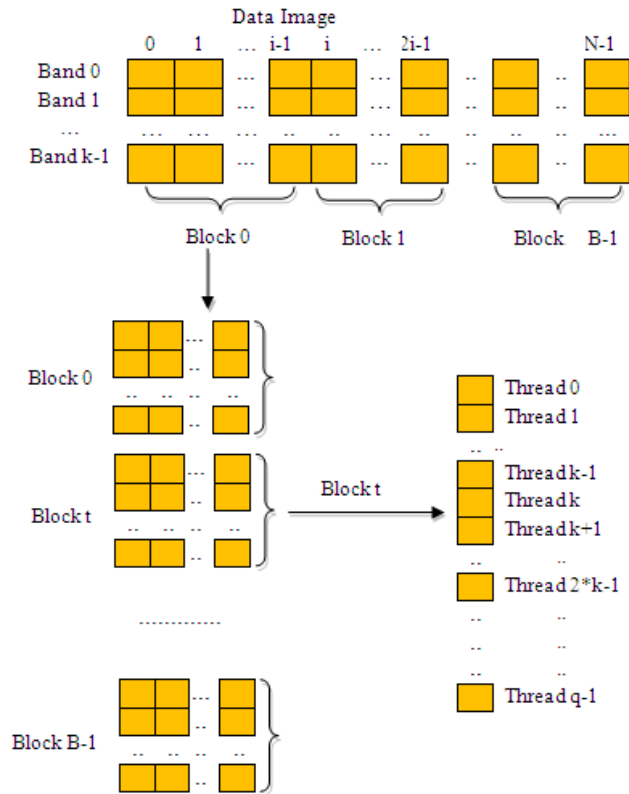 Data Image
0 1 ... i-1 i ... 2i-1 N-1
Band 0 ... ... .. ..
Band 1 ... ... .. ..
... ... ... ... .. .. ... .. .. .. ...
Band k-1 ... ... .. ..
Block 0 Block 1 Block B-1
Block 0
Block t
Block t
.............
Block B-1
Thread 0
Thread 1
.. ..
Thread k-1
Thread k
Thread k+1
.. ..
Thread 2*k-1
.. ..
.. ..
.. ..
Thread q-1